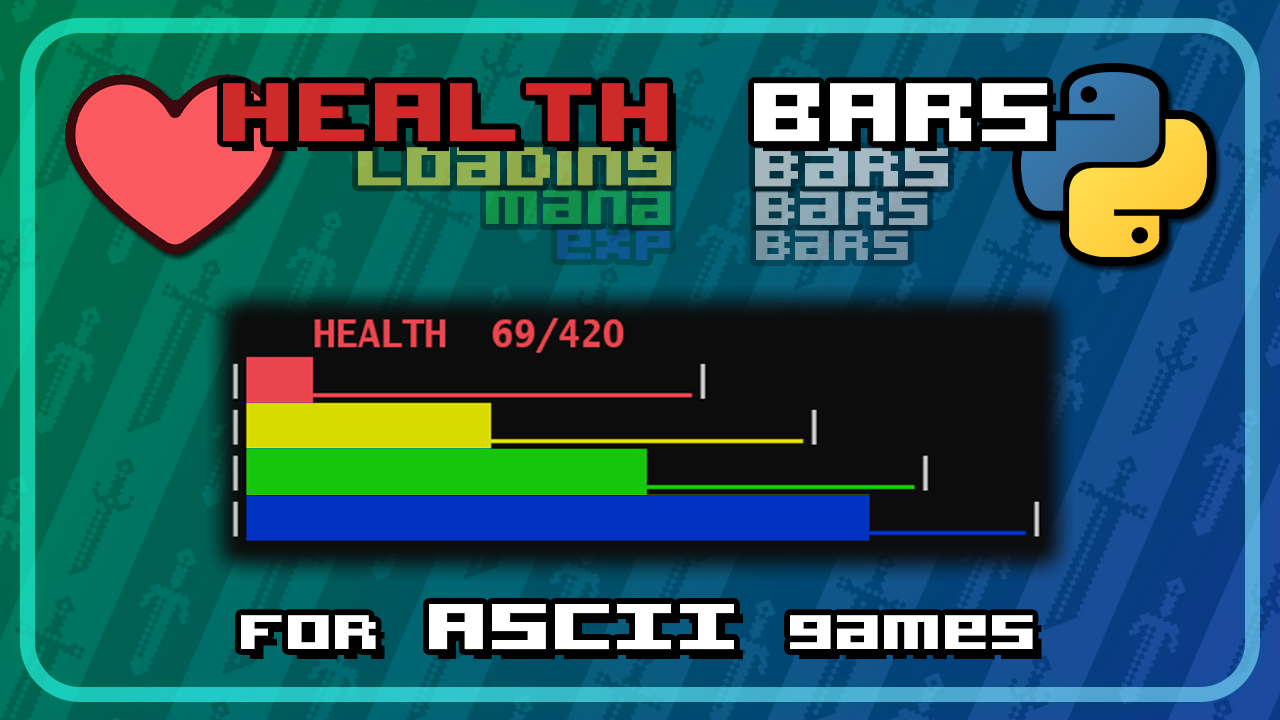 HEALTH BARS
LOADING BARS
MANA BARS
EXP BARS
HEALTH 69/420
FOR ASCII GAMES